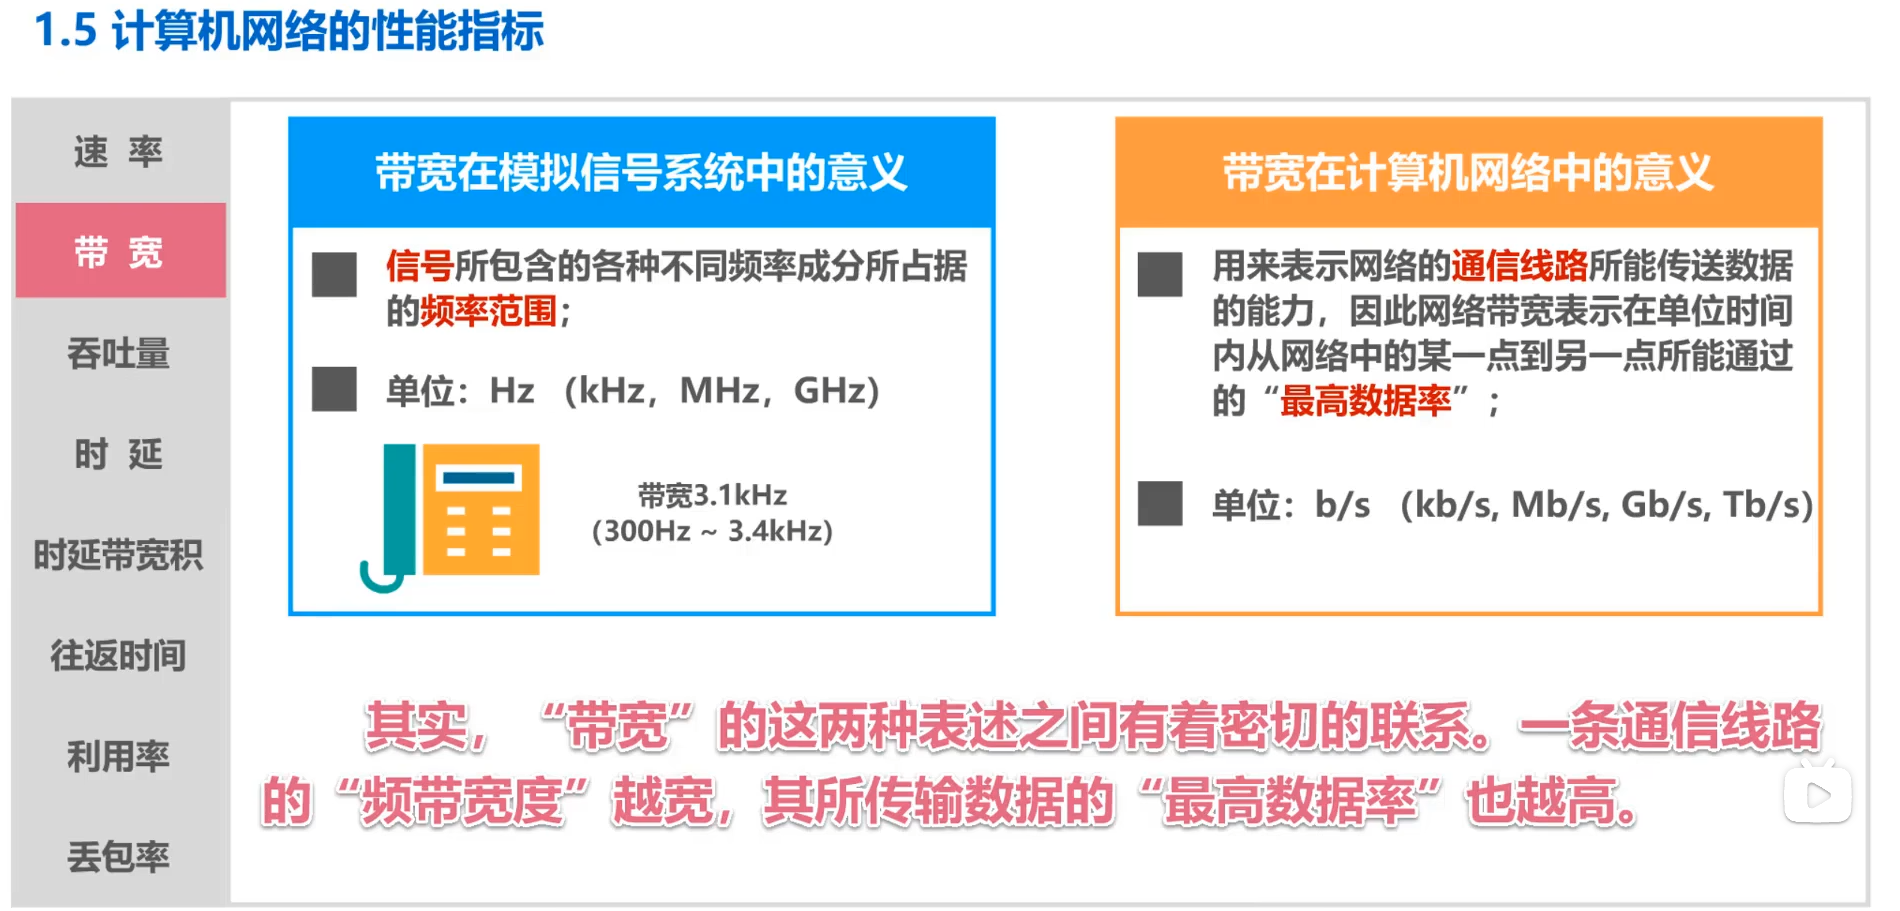 1.5 计算机网络的性能指标
速 率
带 宽
吞吐量
时 延
时延带宽积
往返时间
利用率
丢包率
带宽在模拟信号系统中的意义
信号所包含的各种不同频率成分所占据
的频率范围；
单位：Hz （kHz，MHz，GHz）
带宽3.1kHz
(300Hz ~ 3.4kHz)
带宽在计算机网络中的意义
用来表示网络的通信线路所能传送数据
的能力，因此网络带宽表示在单位时间
内从网络中的某一点到另一点所能通过
的“最高数据率”；
单位：b/s （kb/s, Mb/s, Gb/s, Tb/s）
其实，“带宽”的这两种表述之间有着密切的联系。一条通信线路
的“频带宽度”越宽，其所传输数据的“最高数据率”也越高。